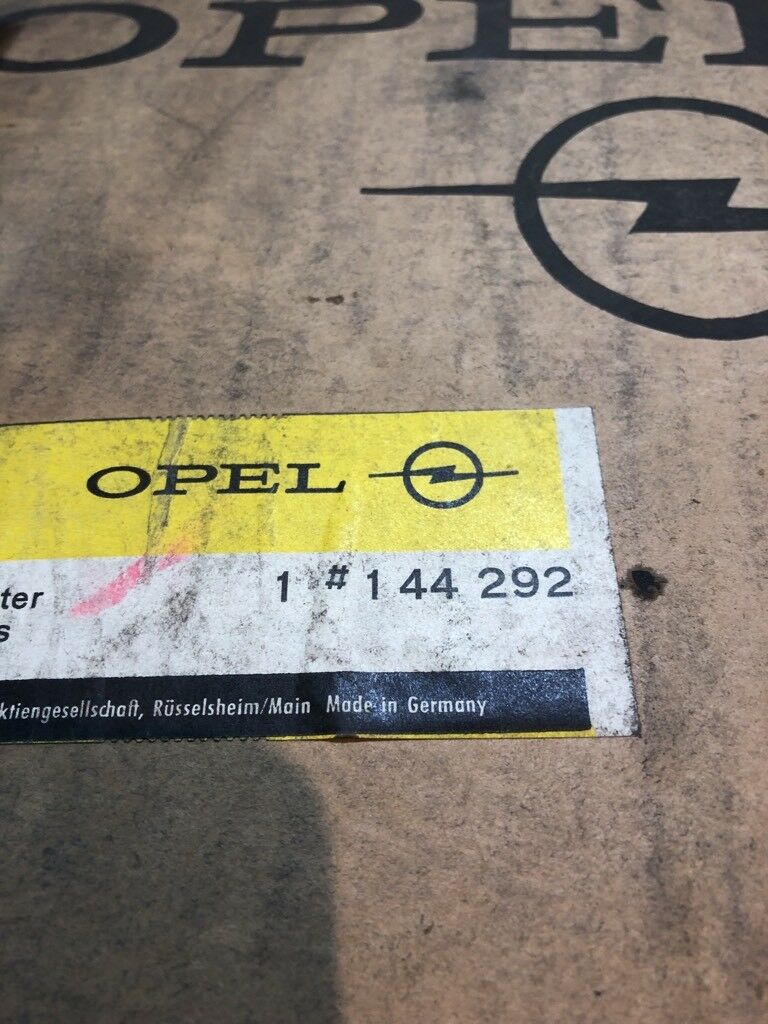 OPEL
OPEL
ter 1 # 1 44 292
s
ktiengesellschaft, Rüsselsheim/Main Made in Germany